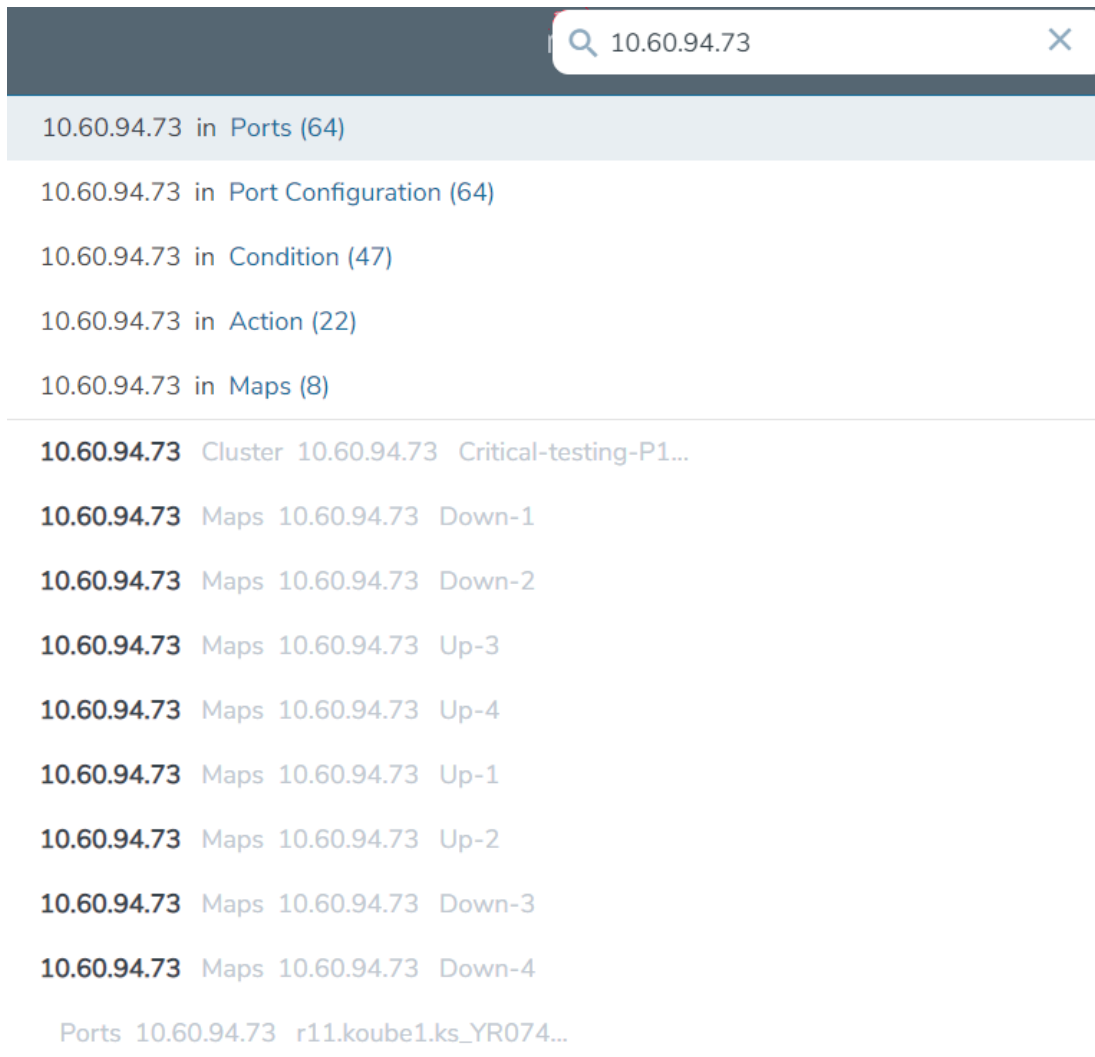 10.60.94.73
10.60.94.73 in Ports (64)
10.60.94.73 in Port Configuration (64)
10.60.94.73 in Condition (47)
10.60.94.73 in Action (22)
10.60.94.73 in Maps (8)
10.60.94.73 Cluster 10.60.94.73 Critical-testing-P1...
10.60.94.73 Maps 10.60.94.73 Down-1
10.60.94.73 Maps 10.60.94.73 Down-2
10.60.94.73 Maps 10.60.94.73 Up-3
10.60.94.73 Maps 10.60.94.73 Up-4
10.60.94.73 Maps 10.60.94.73 Up-1
10.60.94.73 Maps 10.60.94.73 Up-2
10.60.94.73 Maps 10.60.94.73 Down-3
10.60.94.73 Maps 10.60.94.73 Down-4
Ports 10.60.94.73 r11.koube1.ks_YR074...